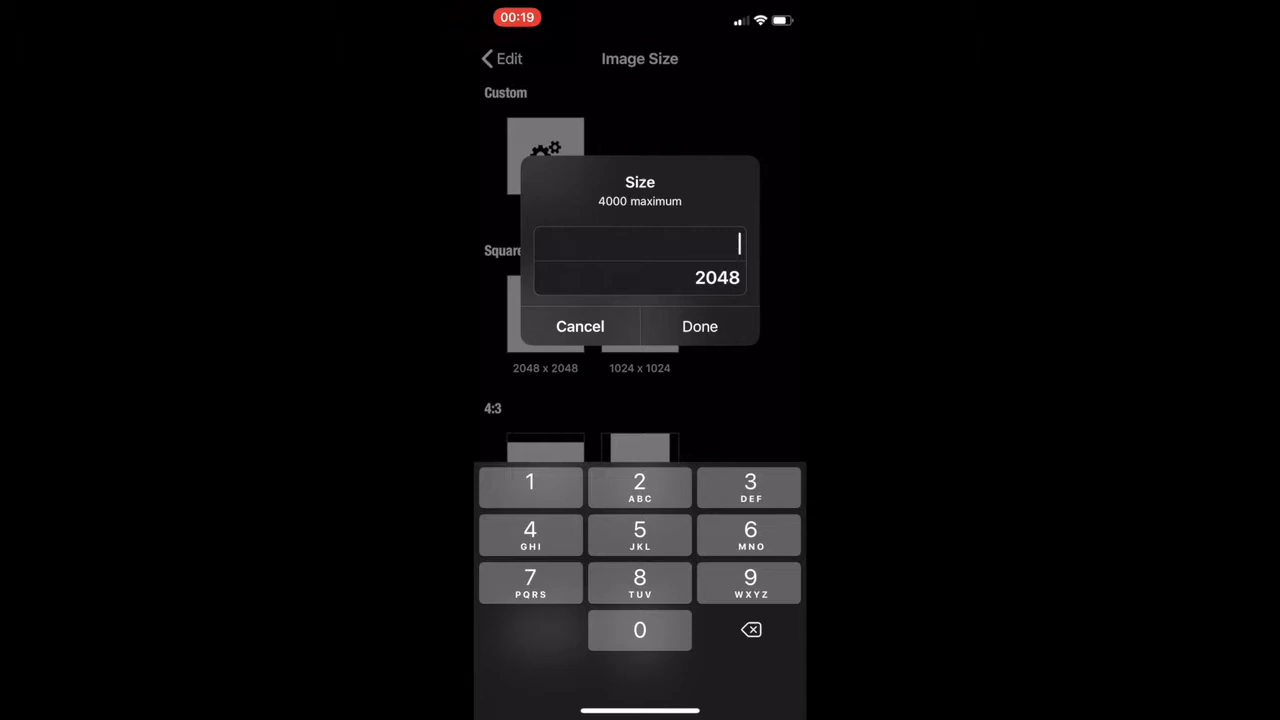 00:19
Edit
Image Size
Custom
Size
4000 maximum
Square
2048
Cancel
Done
2048 x 2048
1024 x 1024
4:3
1
2
ABC
3
DEF
4
GHI
5
JKL
6
MNO
7
PQRS
8
TUV
9
WXYZ
0